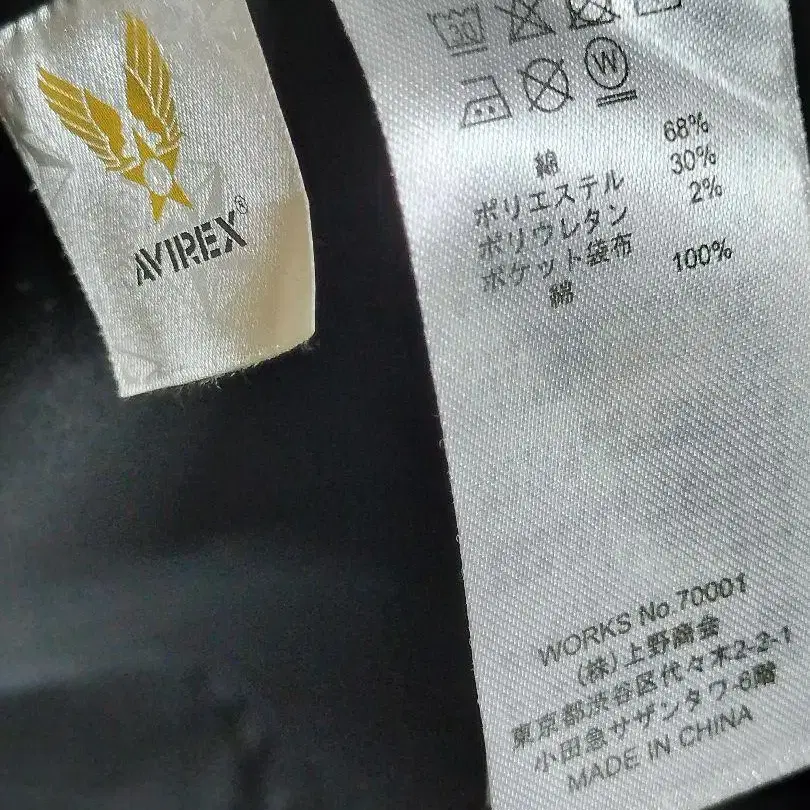 AVIREX®
30
W
綿 68%
ポリエステル 30%
ポリウレタン 2%
ポケット袋布
綿 100%
WORKS No.70001
(株)上野商会
東京都渋谷区代々木2-2-1
小田急サザンタワー6階
MADE IN CHINA